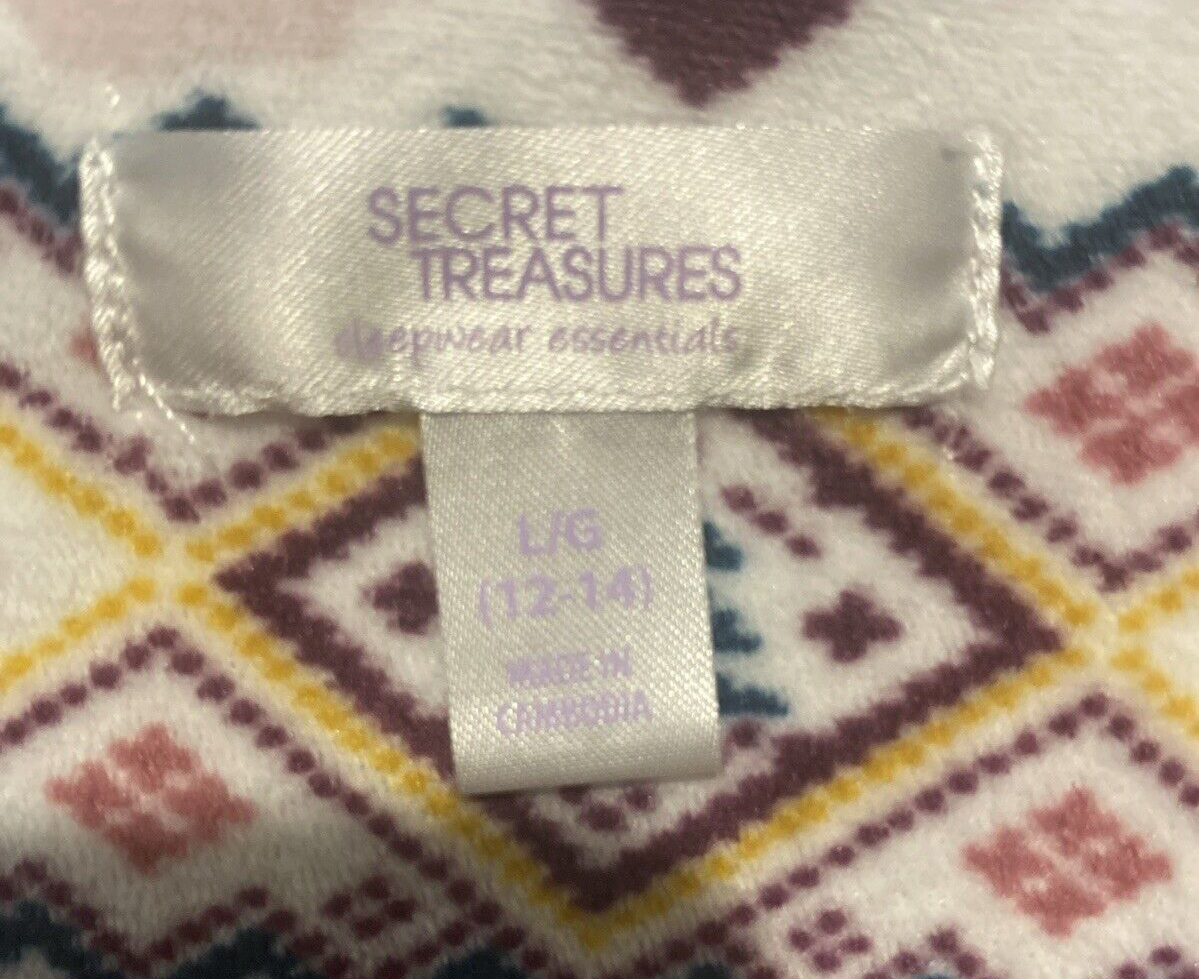 SECRET
TREASURES
sleepwear essentials
L/G
(12-14)
MADE IN
CAMBODIA